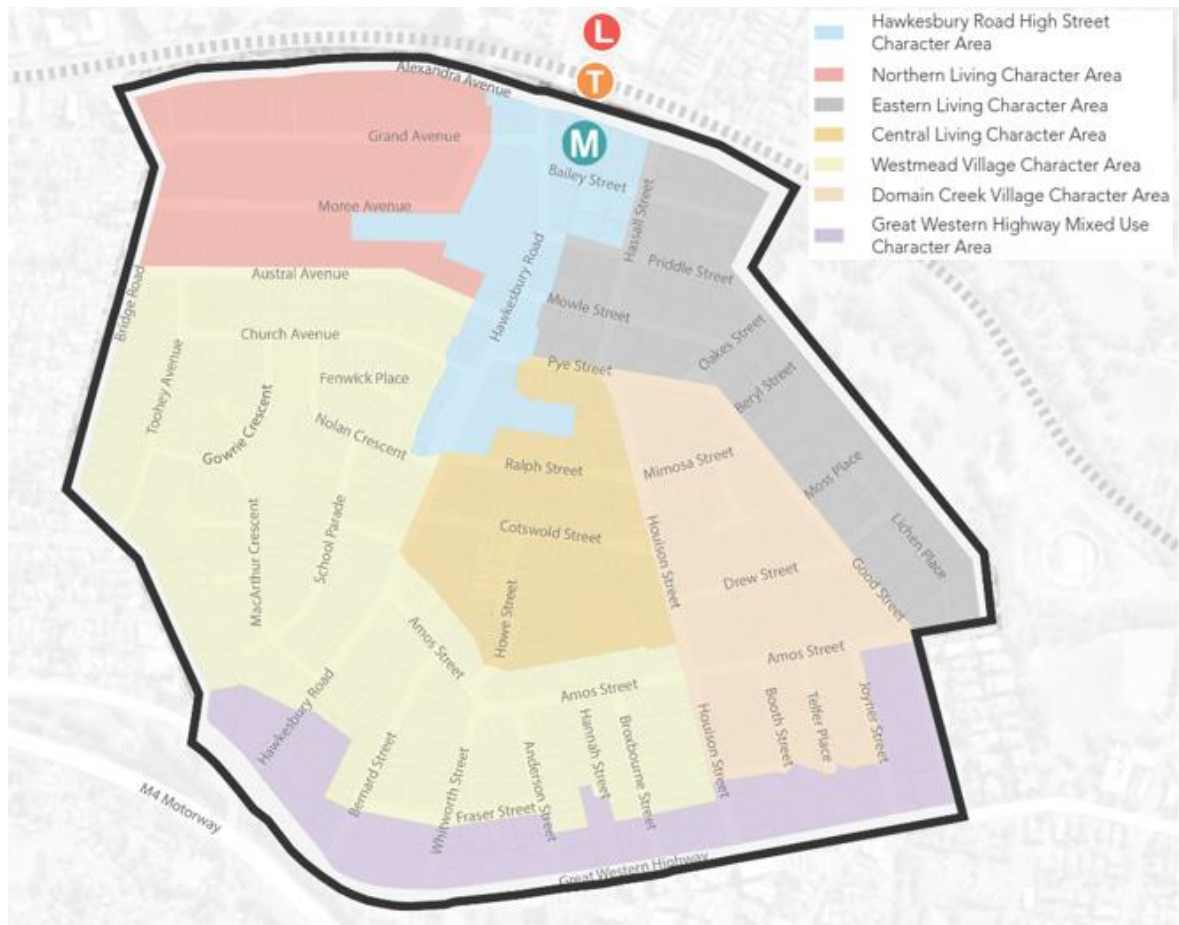 L
T
M
Hawkesbury Road High Street
Character Area
Northern Living Character Area
Eastern Living Character Area
Central Living Character Area
Westmead Village Character Area
Domain Creek Village Character Area
Great Western Highway Mixed Use
Character Area
Alexandra Avenue
Grand Avenue
Bailey Street
Moree Avenue
Hassall Street
Hawkesbury Road
Priddle Street
Austral Avenue
Bridge Road
Mowle Street
Church Avenue
Oakes Street
Pye Street
Toohey Avenue
Fenwick Place
Beryl Street
Gowrie Crescent
Nolan Crescent
Ralph Street
Mimosa Street
Moss Place
MacArthur Crescent
School Parade
Cotswold Street
Houison Street
Lichen Place
Drew Street
Good Street
Howe Street
Amos Street
Amos Street
Amos Street
Hawkesbury Road
Hannah Street
Broxbourne Street
Houison Street
Booth Street
Telfer Place
Joyner Street
Bernard Street
Whitworth Street
Anderson Street
Fraser Street
M4 Motorway
Great Western Highway